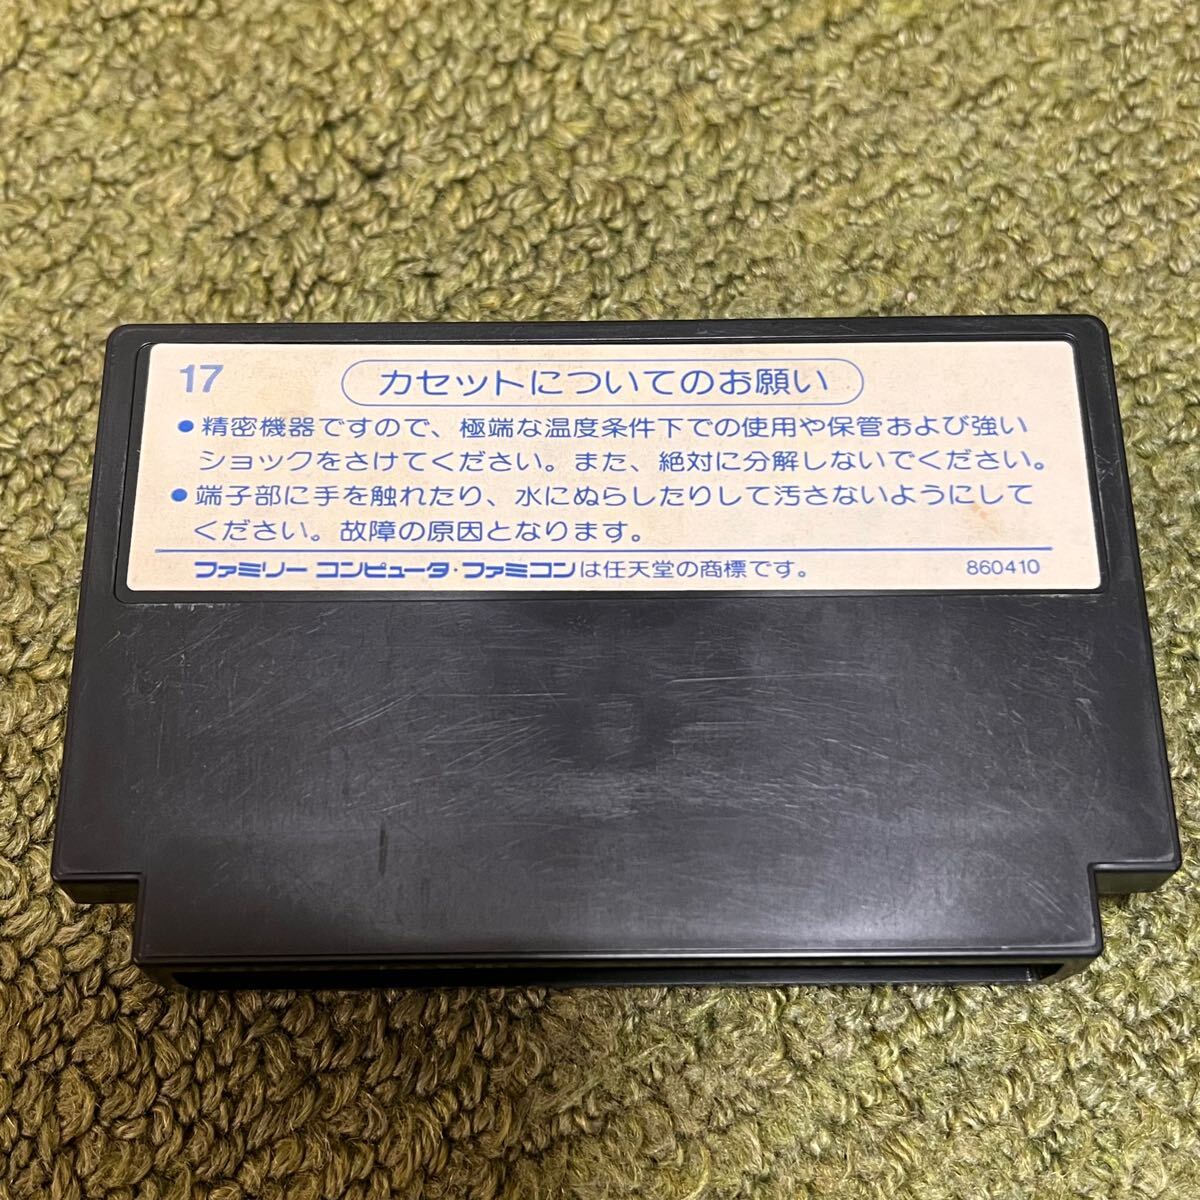 17
カセットについてのお願い
●精密機器ですので、極端な温度条件下での使用や保管および強い
ショックをさけてください。また、絶対に分解しないでください。
●端子部に手を触れたり、水にぬらしたりして汚さないようにして
ください。故障の原因となります。
ファミリー コンピュータ・ファミコンは任天堂の商標です。 860410